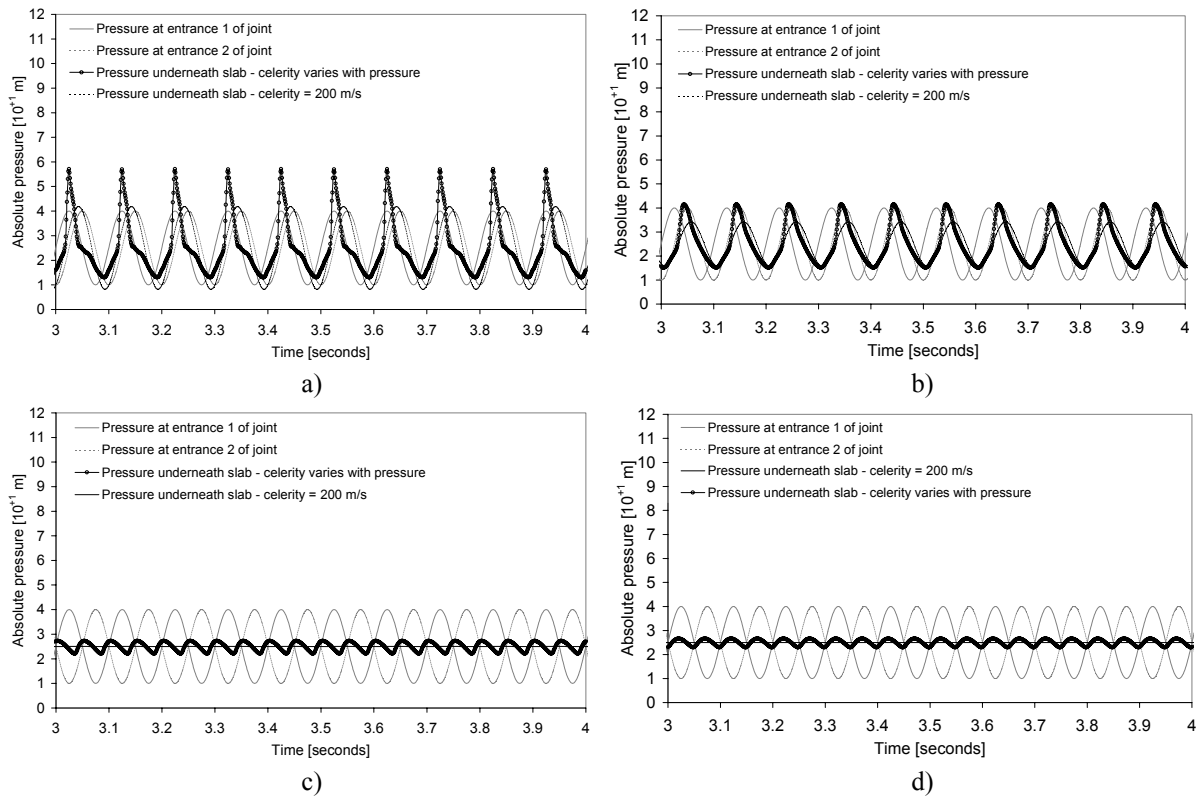 12
11
10
9
8
7
6
5
4
3
2
1
0
Absolute pressure [10+1 m]
Pressure at entrance 1 of joint
Pressure at entrance 2 of joint
Pressure underneath slab - celerity varies with pressure
Pressure underneath slab - celerity = 200 m/s
3 3.1 3.2 3.3 3.4 3.5 3.6 3.7 3.8 3.9 4
Time [seconds]
a)
12
11
10
9
8
7
6
5
4
3
2
1
0
Absolute pressure [10+1 m]
Pressure at entrance 1 of joint
Pressure at entrance 2 of joint
Pressure underneath slab - celerity varies with pressure
Pressure underneath slab - celerity = 200 m/s
3 3.1 3.2 3.3 3.4 3.5 3.6 3.7 3.8 3.9 4
Time [seconds]
b)
12
11
10
9
8
7
6
5
4
3
2
1
0
Absolute pressure [10+1 m]
Pressure at entrance 1 of joint
Pressure at entrance 2 of joint
Pressure underneath slab - celerity varies with pressure
Pressure underneath slab - celerity = 200 m/s
3 3.1 3.2 3.3 3.4 3.5 3.6 3.7 3.8 3.9 4
Time [seconds]
c)
12
11
10
9
8
7
6
5
4
3
2
1
0
Absolute pressure [10+1 m]
Pressure at entrance 1 of joint
Pressure at entrance 2 of joint
Pressure underneath slab - celerity = 200 m/s
Pressure underneath slab - celerity varies with pressure
3 3.1 3.2 3.3 3.4 3.5 3.6 3.7 3.8 3.9 4
Time [seconds]
d)